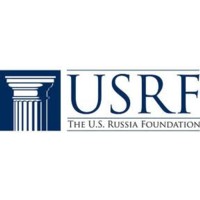 USRF
The U.S. Russia Foundation